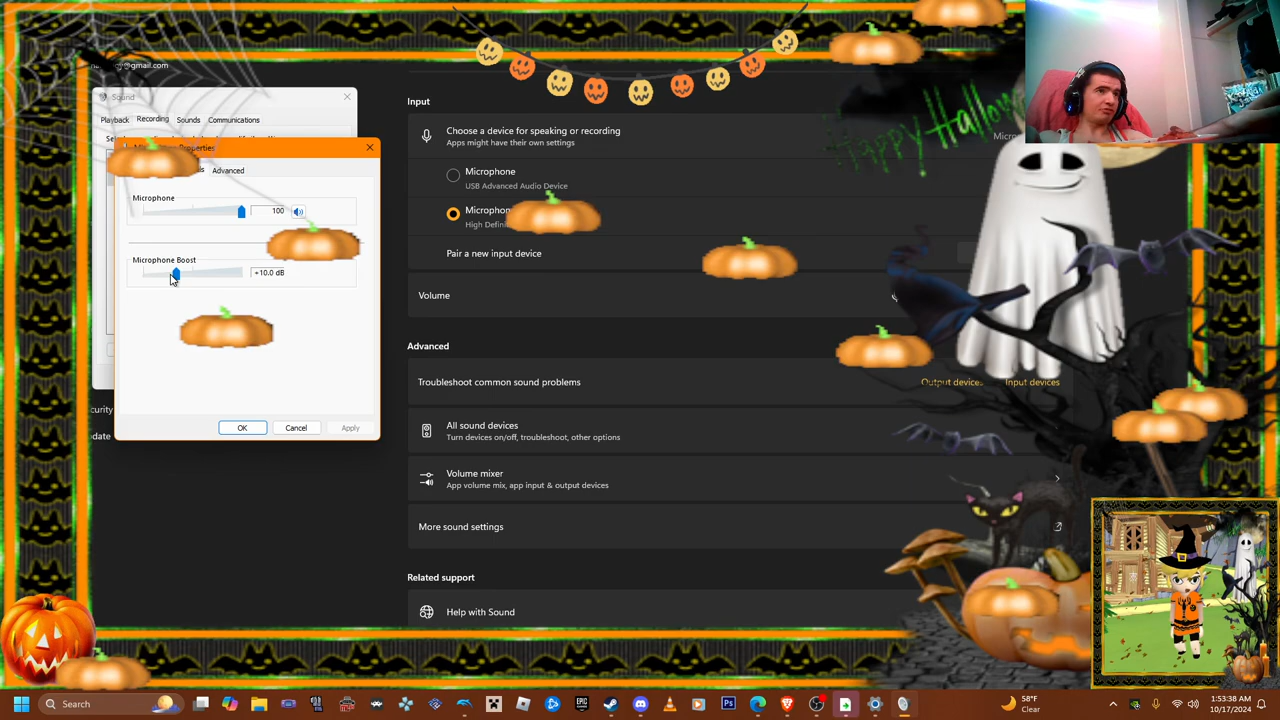 @gmail.com
Sound
Playback
Recording
Sounds
Communications
Properties
Advanced
Microphone
100
Microphone Boost
+10.0 dB
OK
Cancel
Apply
Input
Choose a device for speaking or recording
Apps might have their own settings
Microphone
USB Advanced Audio Device
High
Pair a new input device
Volume
Advanced
Troubleshoot common sound problems
Output devices
Input devices
All sound devices
Turn devices on/off, troubleshoot, other options
Volume mixer
App volume mix, app input & output devices
More sound settings
Related support
Help with Sound
Search
EPIC
58°F
Clear
1:53:38 AM
10/17/2024